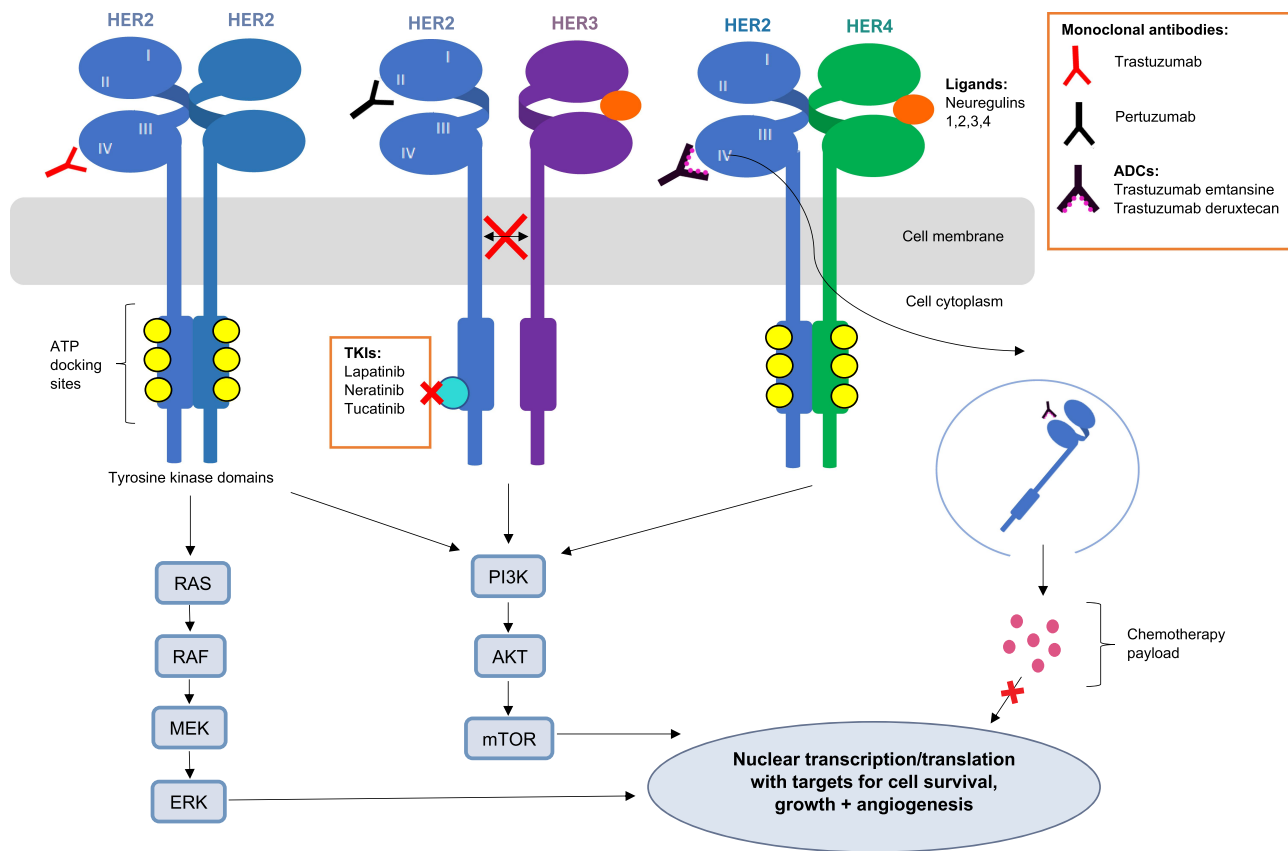 HER2
HER2
HER2
HER3
HER2
HER4
I
II
III
IV
I
II
III
IV
I
II
III
IV
Ligands:
Neuregulins
1,2,3,4
Monoclonal antibodies:
Trastuzumab
Pertuzumab
ADCs:
Trastuzumab emtansine
Trastuzumab deruxtecan
Cell membrane
Cell cytoplasm
ATP
docking
sites
TKIs:
Lapatinib
Neratinib
Tucatinib
Tyrosine kinase domains
RAS
RAF
MEK
ERK
PI3K
AKT
mTOR
Chemotherapy
payload
Nuclear transcription/translation
with targets for cell survival,
growth + angiogenesis